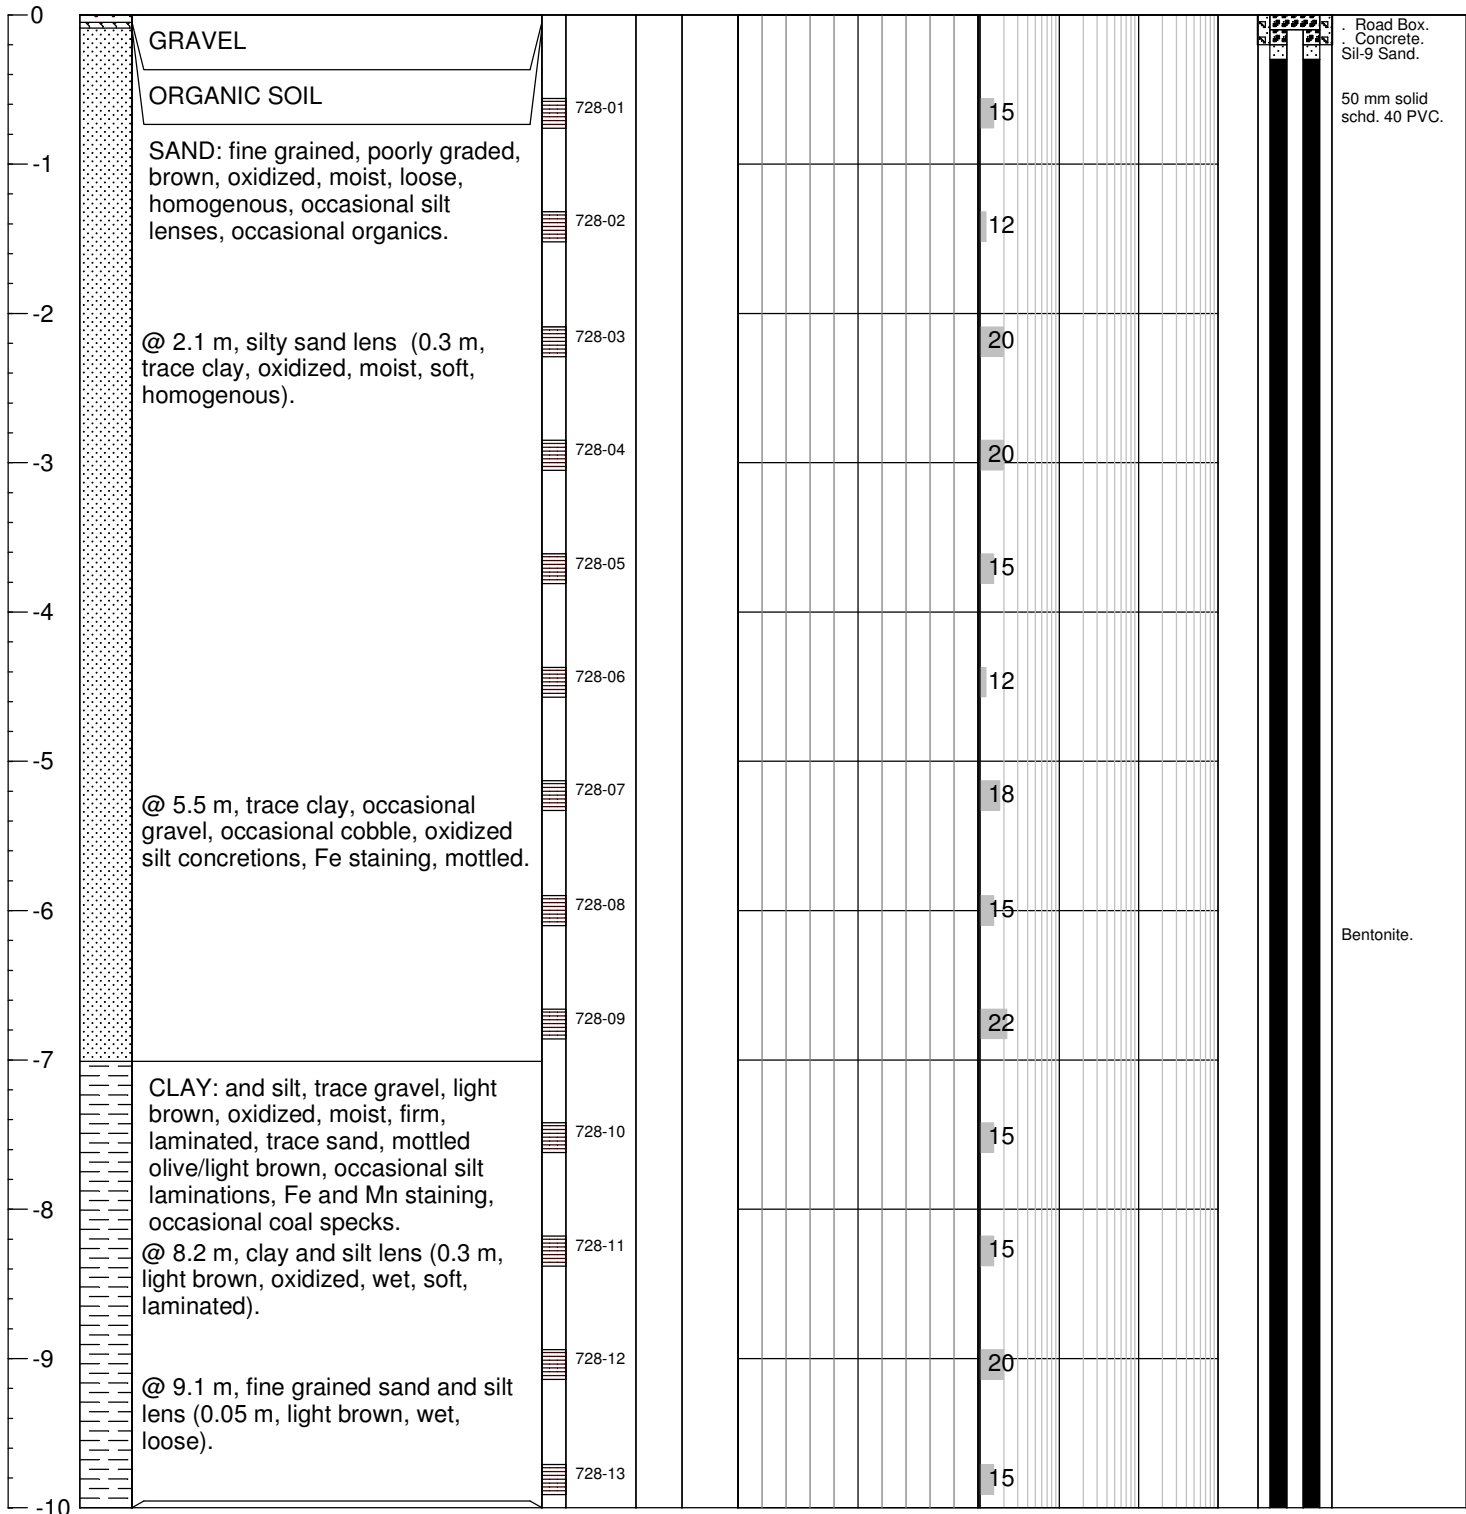 0
-1
-2
-3
-4
-5
-6
-7
-8
-9
-10
GRAVEL
ORGANIC SOIL
SAND: fine grained, poorly graded,
brown, oxidized, moist, loose,
homogenous, occasional silt
lenses, occasional organics.
@ 2.1 m, silty sand lens (0.3 m,
trace clay, oxidized, moist, soft,
homogenous).
@ 5.5 m, trace clay, occasional
gravel, occasional cobble, oxidized
silt concretions, Fe staining, mottled.
CLAY: and silt, trace gravel, light
brown, oxidized, moist, firm,
laminated, trace sand, mottled
olive/light brown, occasional silt
laminations, Fe and Mn staining,
occasional coal specks.
@ 8.2 m, clay and silt lens (0.3 m,
light brown, oxidized, wet, soft,
laminated).
@ 9.1 m, fine grained sand and silt
lens (0.05 m, light brown, wet,
loose).
728-01
728-02
728-03
728-04
728-05
728-06
728-07
728-08
728-09
728-10
728-11
728-12
728-13
15
12
20
20
15
12
18
15
22
15
15
20
15
. Road Box.
. Concrete.
Sil-9 Sand.
50 mm solid
schd. 40 PVC.
Bentonite.